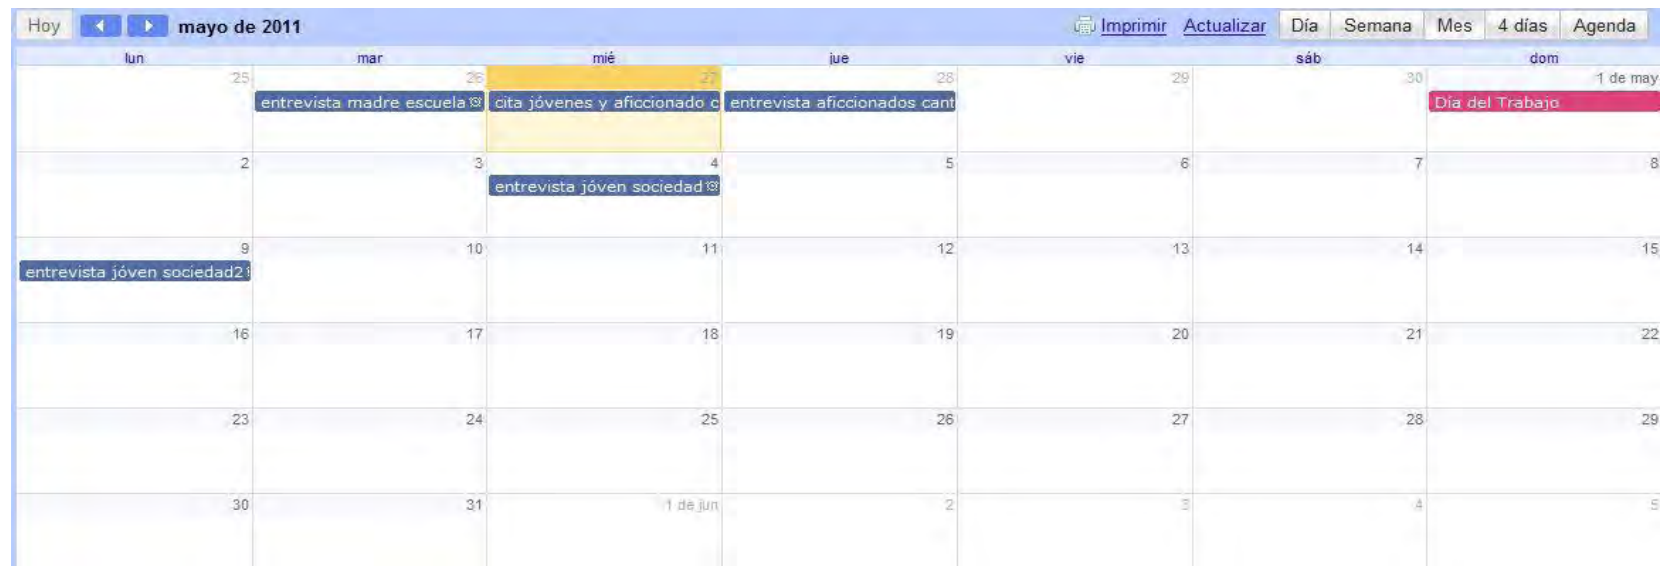 Hoy mayo de 2011 Imprimir Actualizar Día Semana Mes 4 días Agenda
lun mar mié jue vie sáb dom
25 26 27 28 29 30 1 de may
entrevista madre escuela cita jóvenes y aficcionado c entrevista aficcionados cant Día del Trabajo
2 3 4 5 6 7 8
entrevista jóven sociedad
9 10 11 12 13 14 15
entrevista jóven sociedad2
16 17 18 19 20 21 22
23 24 25 26 27 28 29
30 31 1 de jun 2 3 4 5